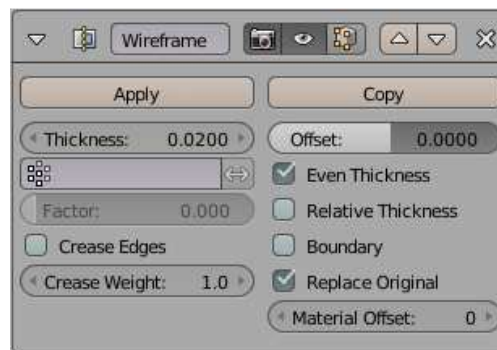 Wireframe
Apply Copy
Thickness: 0.0200 Offset: 0.0000
Even Thickness
Factor: 0.000 Relative Thickness
Crease Edges Boundary
Crease Weight: 1.0 Replace Original
Material Offset: 0